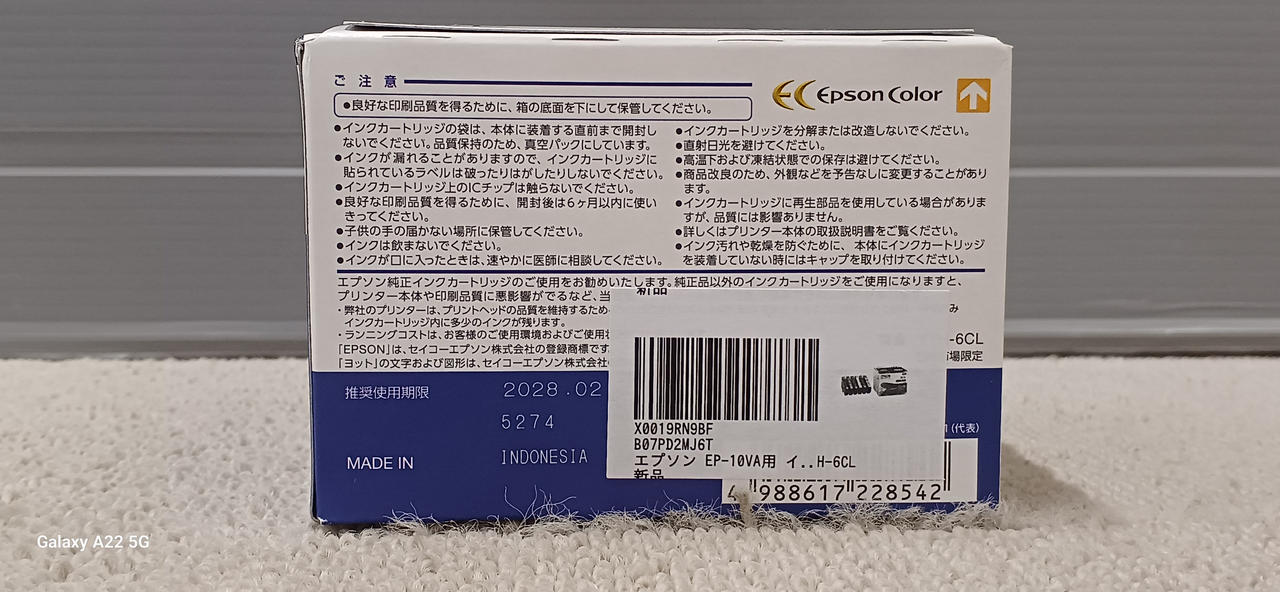 ご注意
●良好な印刷品質を得るために、箱の底面を下にして保管してください。
EC Epson Color
●インクカートリッジの袋は、本体に装着する直前まで開封し
ないでください。品質保持のため、真空パックにしています。
●インクが漏れることがありますので、インクカートリッジに
貼られているラベルは破ったりはがしたりしないでください。
●インクカートリッジ上のICチップは触らないでください。
●良好な印刷品質を得るために、開封後は6ヶ月以内に使い
きってください。
●子供の手の届かない場所に保管してください。
●インクは飲まないでください。
●インクが口に入ったときは、速やかに医師に相談してください。
●インクカートリッジを分解または改造しないでください。
●直射日光を避けてください。
●高温下および凍結状態での保存は避けてください。
●商品改良のため、外観などを予告なしに変更することがあり
ます。
●インクカートリッジに再生部品を使用している場合がありま
すが、品質には影響ありません。
●詳しくはプリンター本体の取扱説明書をご覧ください。
●インク汚れや乾燥を防ぐために、本体にインクカートリッジ
を装着していない時にはキャップを取り付けてください。
エプソン純正インクカートリッジのご使用をお勧めいたします。純正品以外のインクカートリッジをご使用になりますと、
プリンター本体や印刷品質に悪影響がでるなど、当
・弊社のプリンターは、プリントヘッドの品質を維持するため
み
インクカートリッジ内に多少のインクが残ります。
・ランニングコストは、お客様のご使用環境およびご使用状
-6CL
「EPSON」は、セイコーエプソン株式会社の登録商標です
場限定
「ヨット」の文字および図形は、セイコーエプソン株式会社
推奨使用期限 2028.02
5274
MADE IN INDONESIA
1(代表)
新品
X0019RN9BF
B07PD2MJ6T
エプソン EP-10VA用 イ..H-6CL
新品
4 988617 228542
Galaxy A22 5G